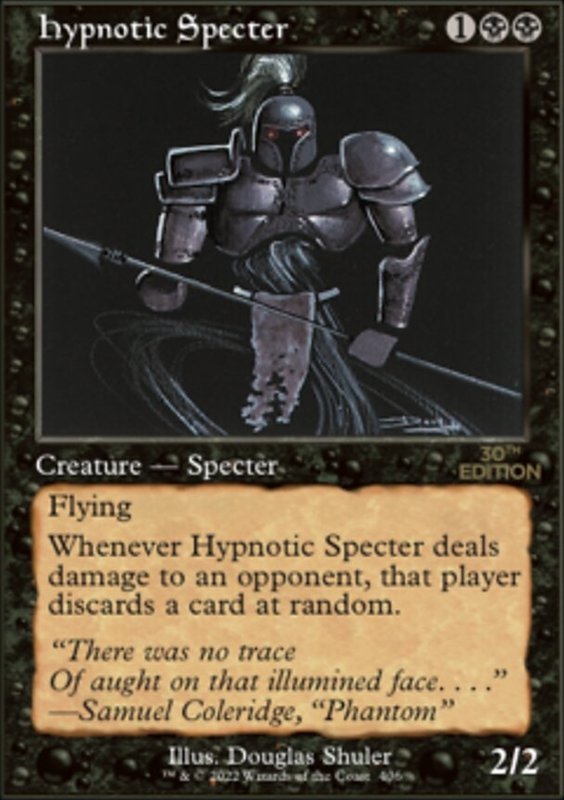 Hypnotic Specter 1
Creature — Specter
30TH
EDITION
Flying
Whenever Hypnotic Specter deals
damage to an opponent, that player
discards a card at random.
“There was no trace
Of aught on that illumined face. . . .”
—Samuel Coleridge, “Phantom”
Illus. Douglas Shuler
™ & © 2022 Wizards of the Coast 406
2/2